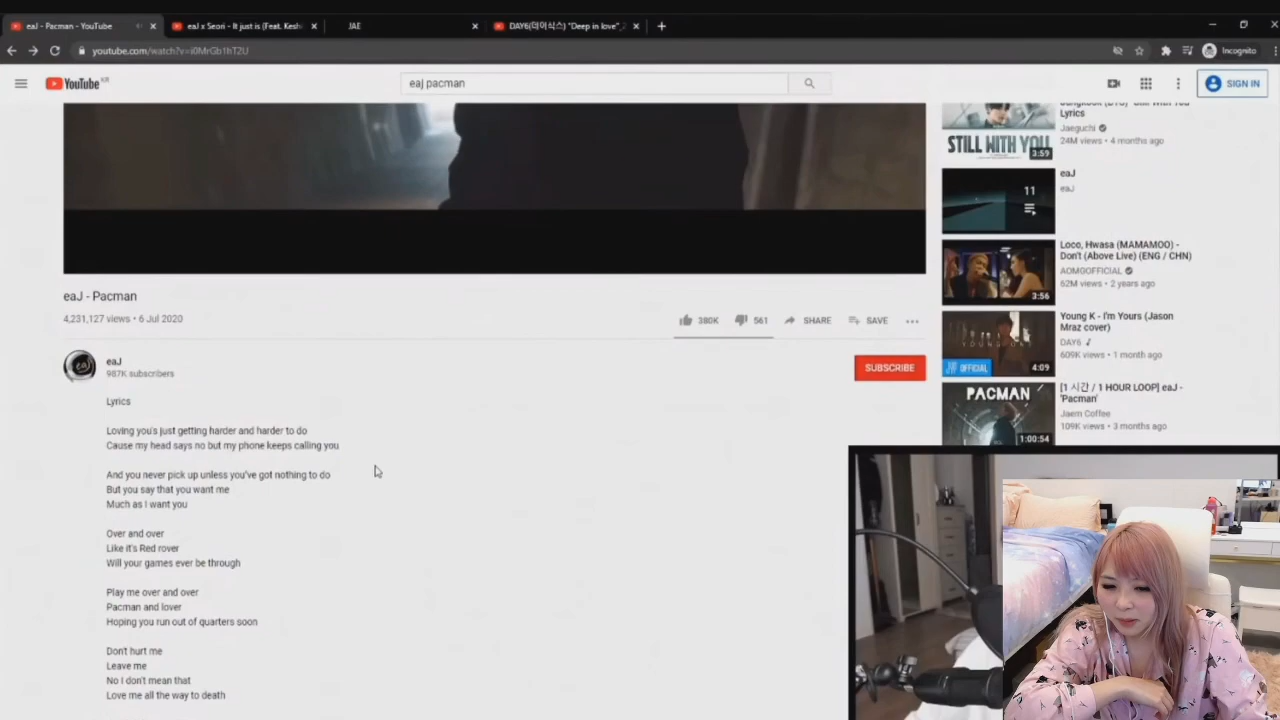 eaJ - Pacman - YouTube
eaJ x Seori - It just is (Feat. Keshi
JAE
DAY6(데이식스) "Deep in love"
youtube.com/watch?v=i0MrGb1hT2U
Incognito
YouTube
eaj pacman
SIGN IN
Lyrics
Jaeguchi
24M views • 4 months ago
STILL WITH YOU
3:59
eaJ
eaJ
11
Loco, Hwasa (MAMAMOO) -
Don't (Above Live) (ENG / CHN)
AOMGOFFICIAL
62M views • 2 years ago
3:56
eaJ - Pacman
4,231,127 views • 6 Jul 2020
380K
561
SHARE
SAVE
Young K - I'm Yours (Jason
Mraz cover)
DAY6
609K views • 1 month ago
OFFICIAL
4:09
eaJ
987K subscribers
SUBSCRIBE
[1 시간 / 1 HOUR LOOP] eaJ -
'Pacman'
Jaem Coffee
109K views • 3 months ago
PACMAN
1:00:54
Lyrics
Loving you's just getting harder and harder to do
Cause my head says no but my phone keeps calling you
And you never pick up unless you've got nothing to do
But you say that you want me
Much as I want you
Over and over
Like it's Red rover
Will your games ever be through
Play me over and over
Pacman and lover
Hoping you run out of quarters soon
Don't hurt me
Leave me
No I don't mean that
Love me all the way to death